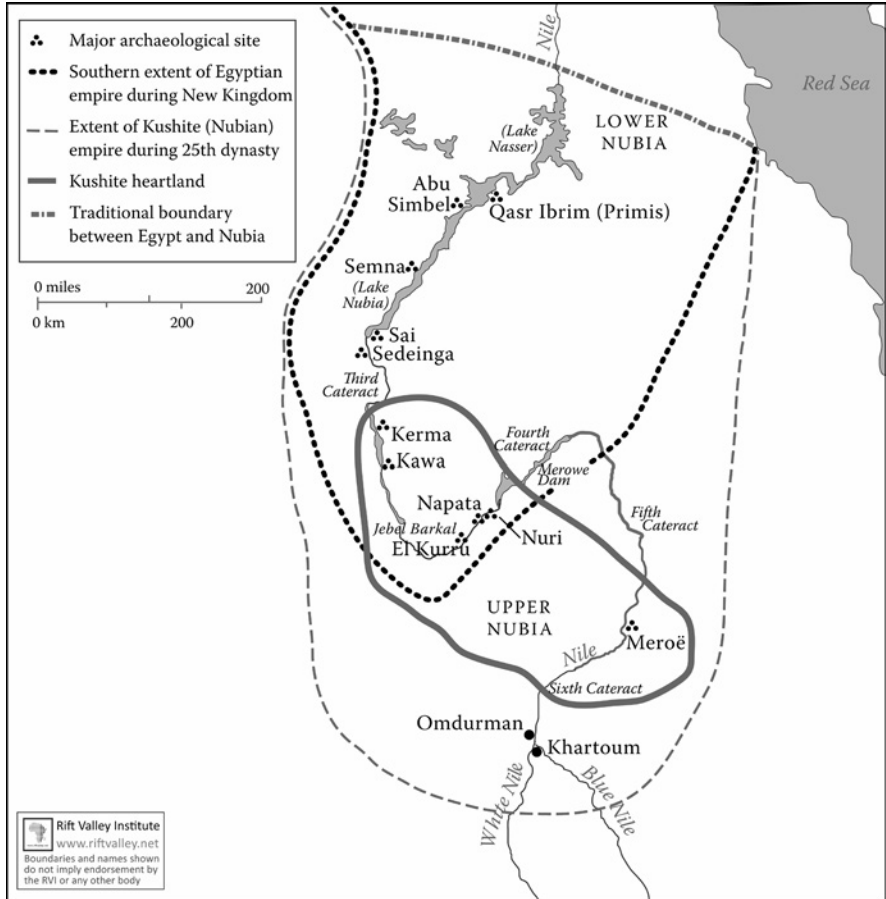 Major archaeological site
Southern extent of Egyptian
empire during New Kingdom
Extent of Kushite (Nubian)
empire during 25th dynasty
Kushite heartland
Traditional boundary
between Egypt and Nubia
0 miles
200
0 km
200
Nile
Red Sea
(Lake
Nasser)
LOWER
NUBIA
Abu
Simbel
Qasr Ibrim (Primis)
Semna
(Lake
Nubia)
Sai
Sedeinga
Third
Cataract
Kerma
Kawa
Fourth
Cataract
Merowe
Dam
Napata
Jebel Barkal
El Kurru
Nuri
Fifth
Cataract
UPPER
NUBIA
Meroë
Nile
Sixth Cataract
Omdurman
Khartoum
White Nile
Blue Nile
Rift Valley Institute
www.riftvalley.net
Boundaries and names shown
do not imply endorsement by
the RVI or any other body